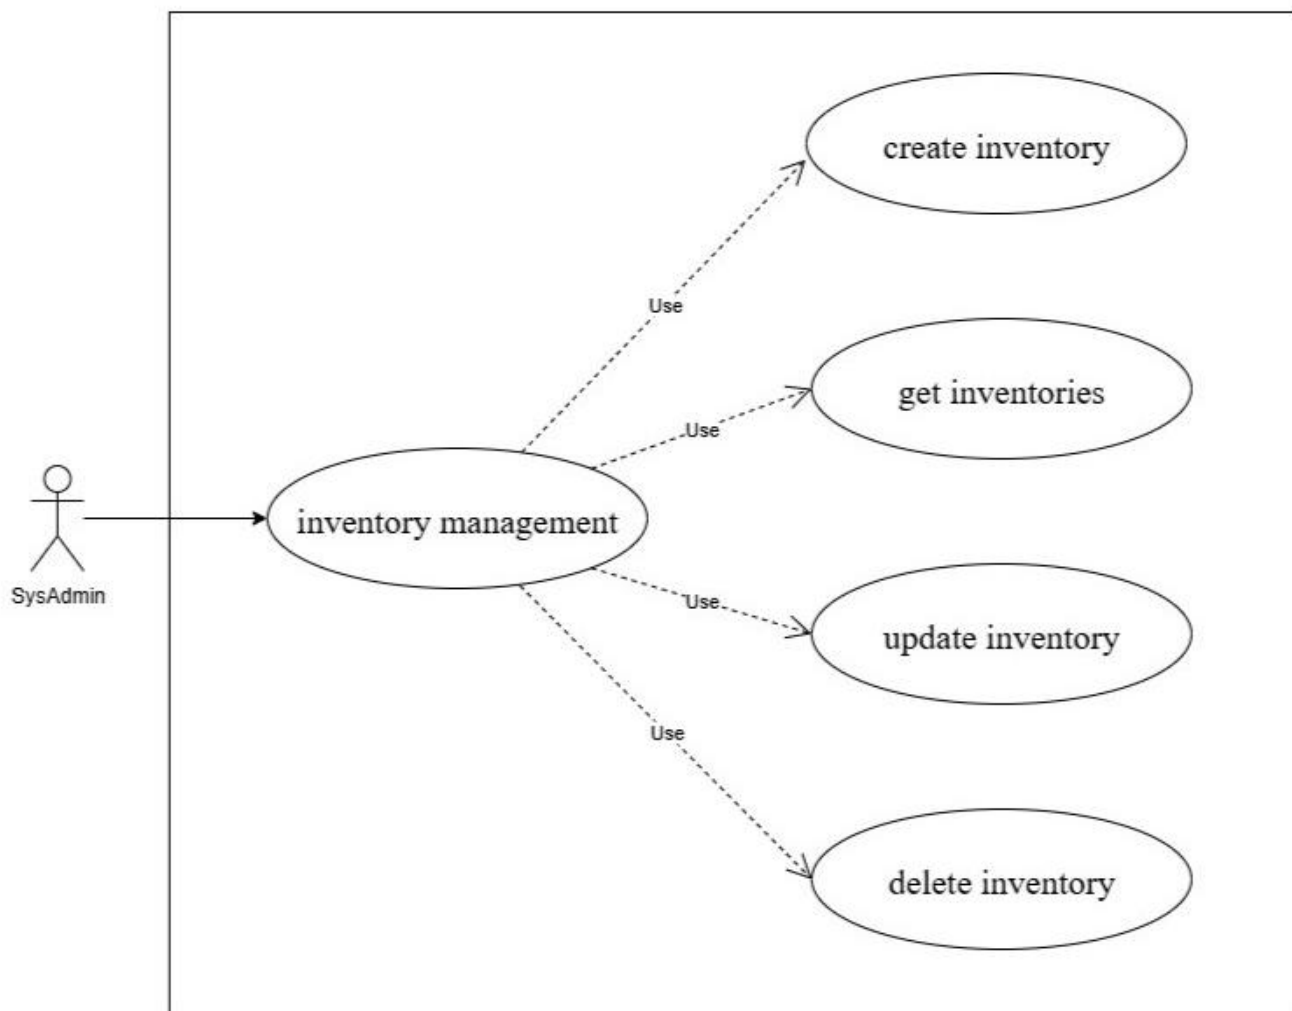 create inventory
Use
get inventories
Use
inventory management
SysAdmin
Use
update inventory
Use
delete inventory